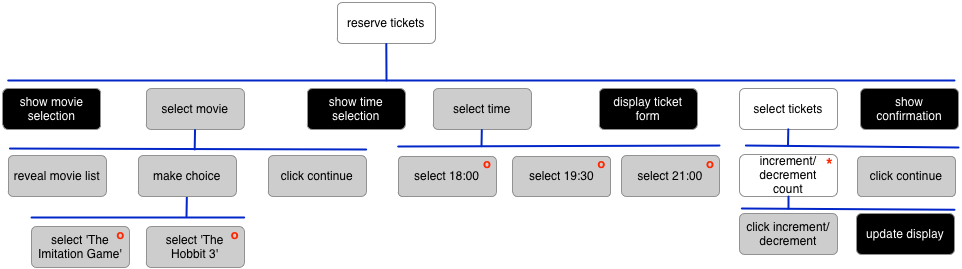 reserve tickets
show movie
selection
select movie
show time
selection
select time
display ticket
form
select tickets
show
confirmation
reveal movie list
make choice
click continue
select 18:00 o
select 19:30 o
select 21:00 o
increment/ *
decrement
count
click continue
select 'The o
Imitation Game'
select 'The o
Hobbit 3'
click increment/
decrement
update display